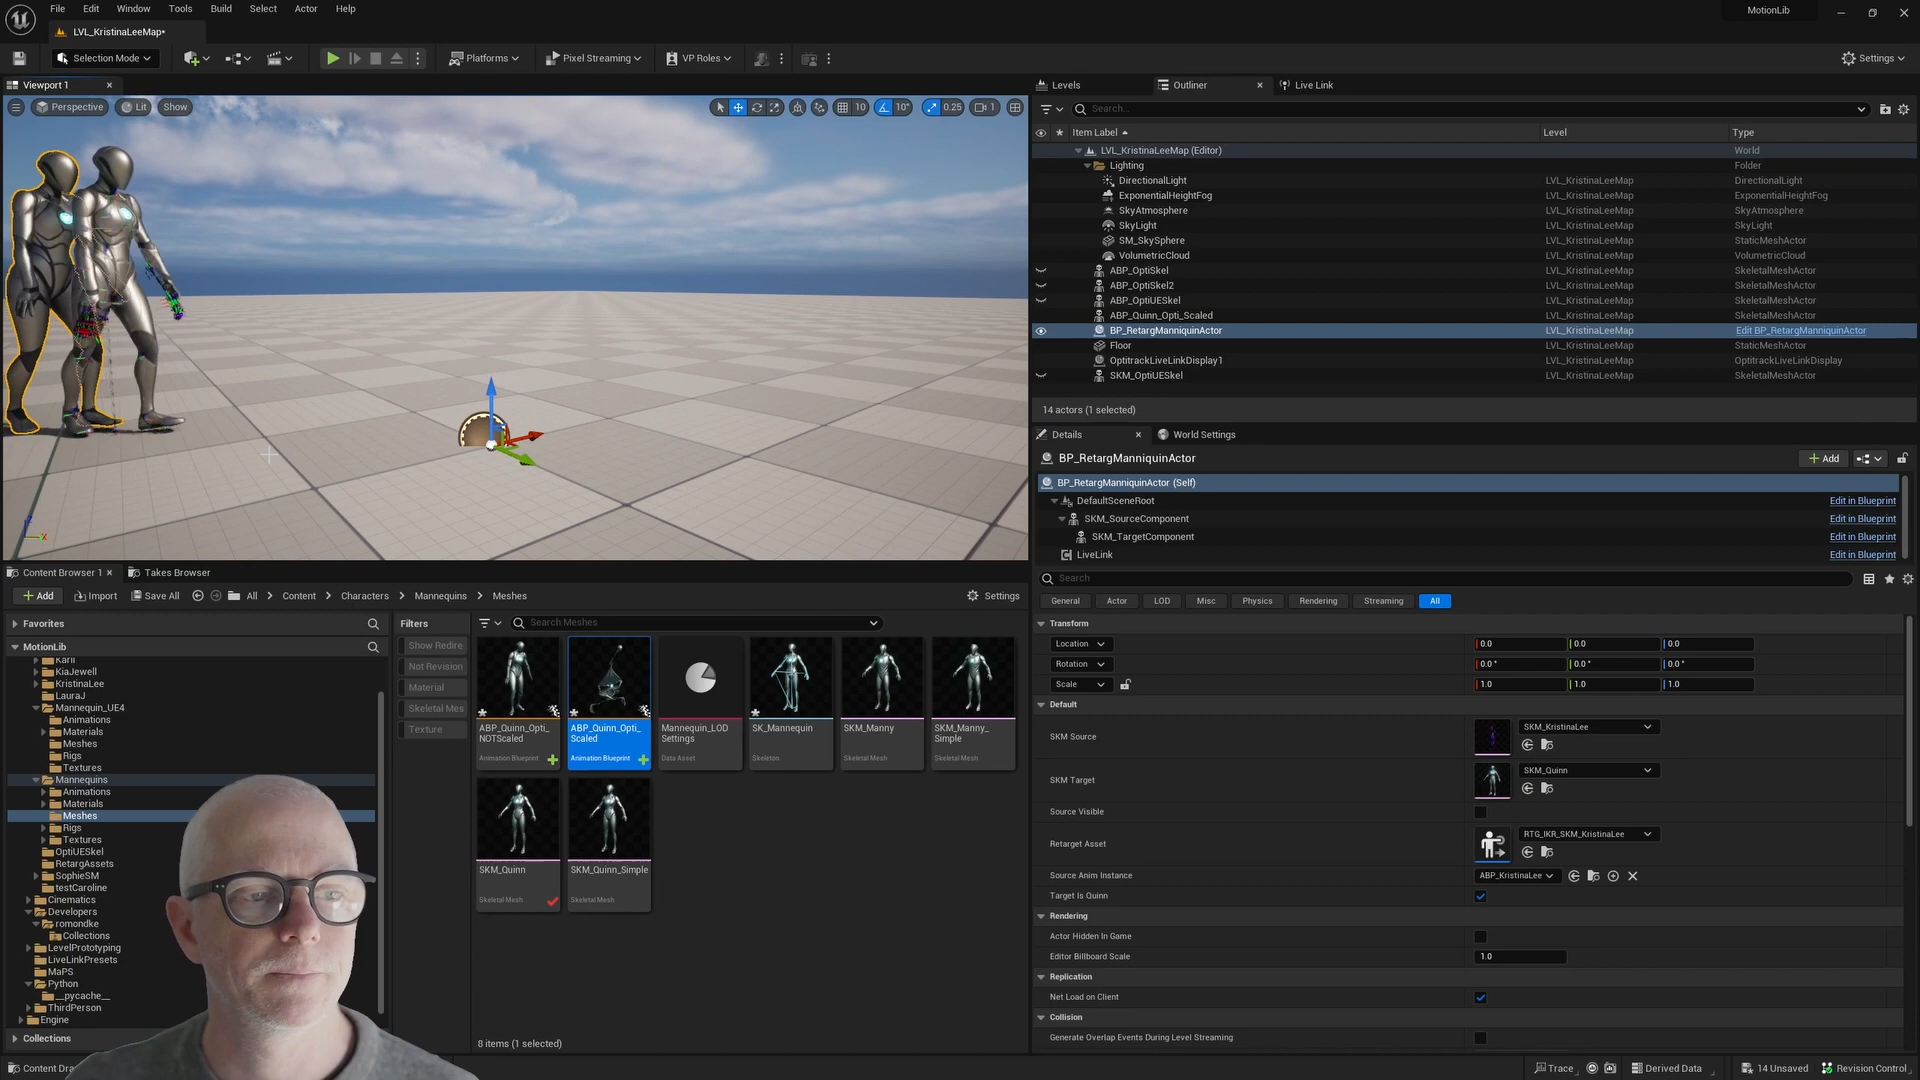 File Edit Window Tools Build Select Actor Help
MotionLib
LVL_KristinaLeeMap*
Selection Mode
Platforms
Pixel Streaming
VP Roles
Settings
Viewport 1
Perspective
Lit
Show
10
10°
0.25
1
Levels
Outliner
Live Link
Search...
Item Label
Level
Type
LVL_KristinaLeeMap (Editor)
World
Lighting
Folder
DirectionalLight LVL_KristinaLeeMap DirectionalLight
ExponentialHeightFog LVL_KristinaLeeMap ExponentialHeightFog
SkyAtmosphere LVL_KristinaLeeMap SkyAtmosphere
SkyLight LVL_KristinaLeeMap SkyLight
SM_SkySphere LVL_KristinaLeeMap StaticMeshActor
VolumetricCloud LVL_KristinaLeeMap VolumetricCloud
ABP_OptiSkel LVL_KristinaLeeMap SkeletalMeshActor
ABP_OptiSkel2 LVL_KristinaLeeMap SkeletalMeshActor
ABP_OptiUESkel LVL_KristinaLeeMap SkeletalMeshActor
ABP_Quinn_Opti_Scaled LVL_KristinaLeeMap SkeletalMeshActor
BP_RetargManniquinActor LVL_KristinaLeeMap Edit BP_RetargManniquinActor
Floor LVL_KristinaLeeMap StaticMeshActor
OptitrackLiveLinkDisplay1 LVL_KristinaLeeMap OptitrackLiveLinkDisplay
SKM_OptiUESkel LVL_KristinaLeeMap SkeletalMeshActor
14 actors (1 selected)
Details
World Settings
BP_RetargManniquinActor
Add
BP_RetargManniquinActor (Self)
DefaultSceneRoot Edit in Blueprint
SKM_SourceComponent Edit in Blueprint
SKM_TargetComponent Edit in Blueprint
LiveLink Edit in Blueprint
Search
General Actor LOD Misc Physics Rendering Streaming All
Transform
Location 0.0 0.0 0.0
Rotation 0.0° 0.0° 0.0°
Scale 1.0 1.0 1.0
Default
SKM Source SKM_KristinaLee
SKM Target SKM_Quinn
Source Visible
Retarget Asset RTG_IKR_SKM_KristinaLee
Source Anim Instance ABP_KristinaLee
Target Is Quinn
Rendering
Actor Hidden In Game
Editor Billboard Scale 1.0
Replication
Net Load on Client
Collision
Generate Overlap Events During Level Streaming
Content Browser 1
Takes Browser
Add
Import
Save All
All
Content
Characters
Mannequins
Meshes
Settings
Favorites
MotionLib
KiaJewell
KristinaLee
LauraJ
Mannequin_UE4
Animations
Materials
Meshes
Rigs
Textures
Mannequins
Animations
Materials
Meshes
Rigs
Textures
OptiUESkel
RetargAssets
SophieSM
testCaroline
Cinematics
Developers
romondke
Collections
LevelPrototyping
LiveLinkPresets
MaPS
Python
__pycache__
ThirdPerson
Engine
Collections
Filters
Show Redire
Not Revision
Material
Skeletal Mes
Texture
Search Meshes
ABP_Quinn_Opti_
NOTScaled
Animation Blueprint
ABP_Quinn_Opti_
Scaled
Animation Blueprint
Mannequin_LOD
Settings
Data Asset
SK_Mannequin
Skeleton
SKM_Manny
Skeletal Mesh
SKM_Manny_
Simple
Skeletal Mesh
SKM_Quinn
Skeletal Mesh
SKM_Quinn_Simple
Skeletal Mesh
8 items (1 selected)
Content Dra
Trace
Derived Data
14 Unsaved
Revision Control